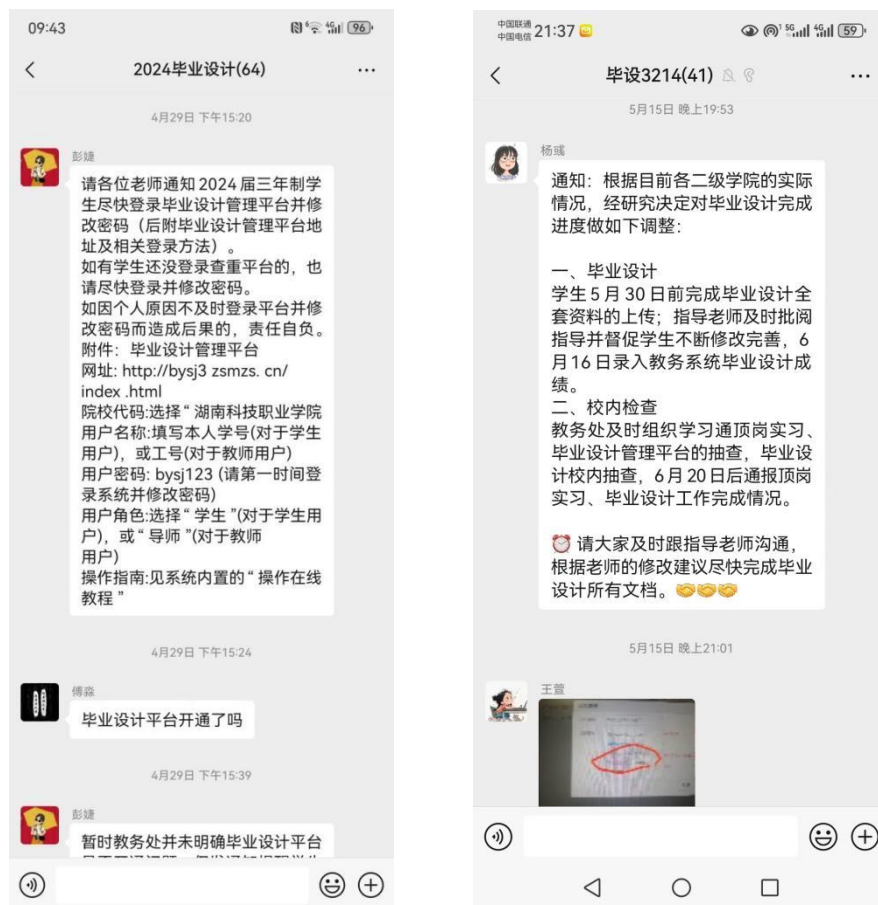 09:43
96
2024毕业设计(64)
4月29日 下午15:20
彭婕
请各位老师通知2024届三年制学
生尽快登录毕业设计管理平台并修
改密码（后附毕业设计管理平台地
址及相关登录方法）。
如有学生还没登录查重平台的，也
请尽快登录并修改密码。
如因个人原因不及时登录平台并修
改密码而造成后果的，责任自负。
附件：毕业设计管理平台
网址: http://bysj3 zsmzs. cn/
index .html
院校代码:选择“ 湖南科技职业学院
用户名称:填写本人学号(对于学生
用户)，或工号(对于教师用户)
用户密码: bysj123 (请第一时间登
录系统并修改密码)
用户角色:选择“ 学生 ”(对于学生用
户)，或“ 导师 ”(对于教师
用户)
操作指南:见系统内置的“ 操作在线
教程 ”
4月29日 下午15:24
傅淼
毕业设计平台开通了吗
4月29日 下午15:39
彭婕
暂时教务处并未明确毕业设计平台
中国联通
中国电信
21:37
5G
4G
59
毕设3214(41)
5月15日 晚上19:53
杨彧
通知：根据目前各二级学院的实际
情况，经研究决定对毕业设计完成
进度做如下调整：
一、毕业设计
学生5月30日前完成毕业设计全
套资料的上传；指导老师及时批阅
指导并督促学生不断修改完善，6
月16日录入教务系统毕业设计成
绩。
二、校内检查
教务处及时组织学习通顶岗实习、
毕业设计管理平台的抽查，毕业设
计校内抽查，6月20日后通报顶岗
实习、毕业设计工作完成情况。
请大家及时跟指导老师沟通，
根据老师的修改建议尽快完成毕业
设计所有文档。
5月15日 晚上21:01
王萱